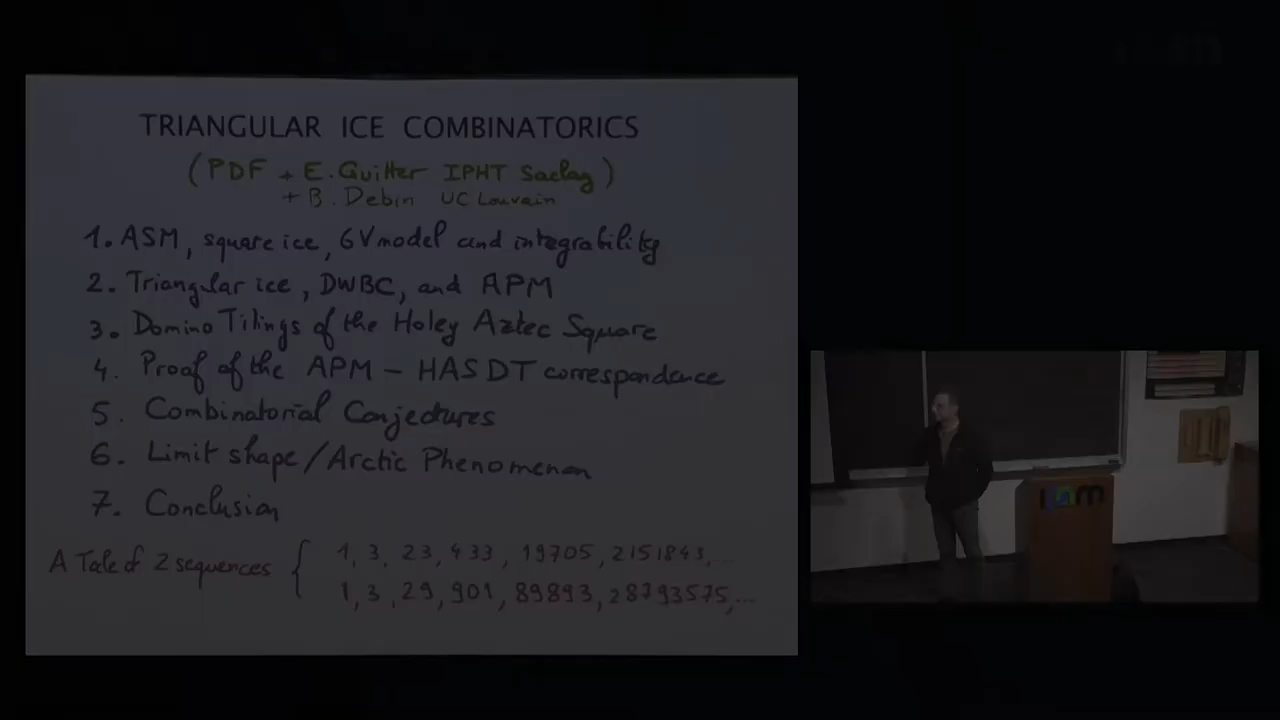 TRIANGULAR ICE COMBINATORICS
(PDF + E. Guitter IPHT Saclay)
+ B. Debin UC Louvain
1. ASM, square ice, 6V model and integrability
2. Triangular ice, DWBC, and APM
3. Domino Tilings of the Holey Aztec Square
4. Proof of the APM – HASDT correspondence
5. Combinatorial Conjectures
6. Limit shape/Arctic Phenomenon
7. Conclusion
A Tale of 2 sequences { 1, 3, 23, 433, 19705, 2151843, ...
1, 3, 29, 901, 89893, 28793575, ...
ipam